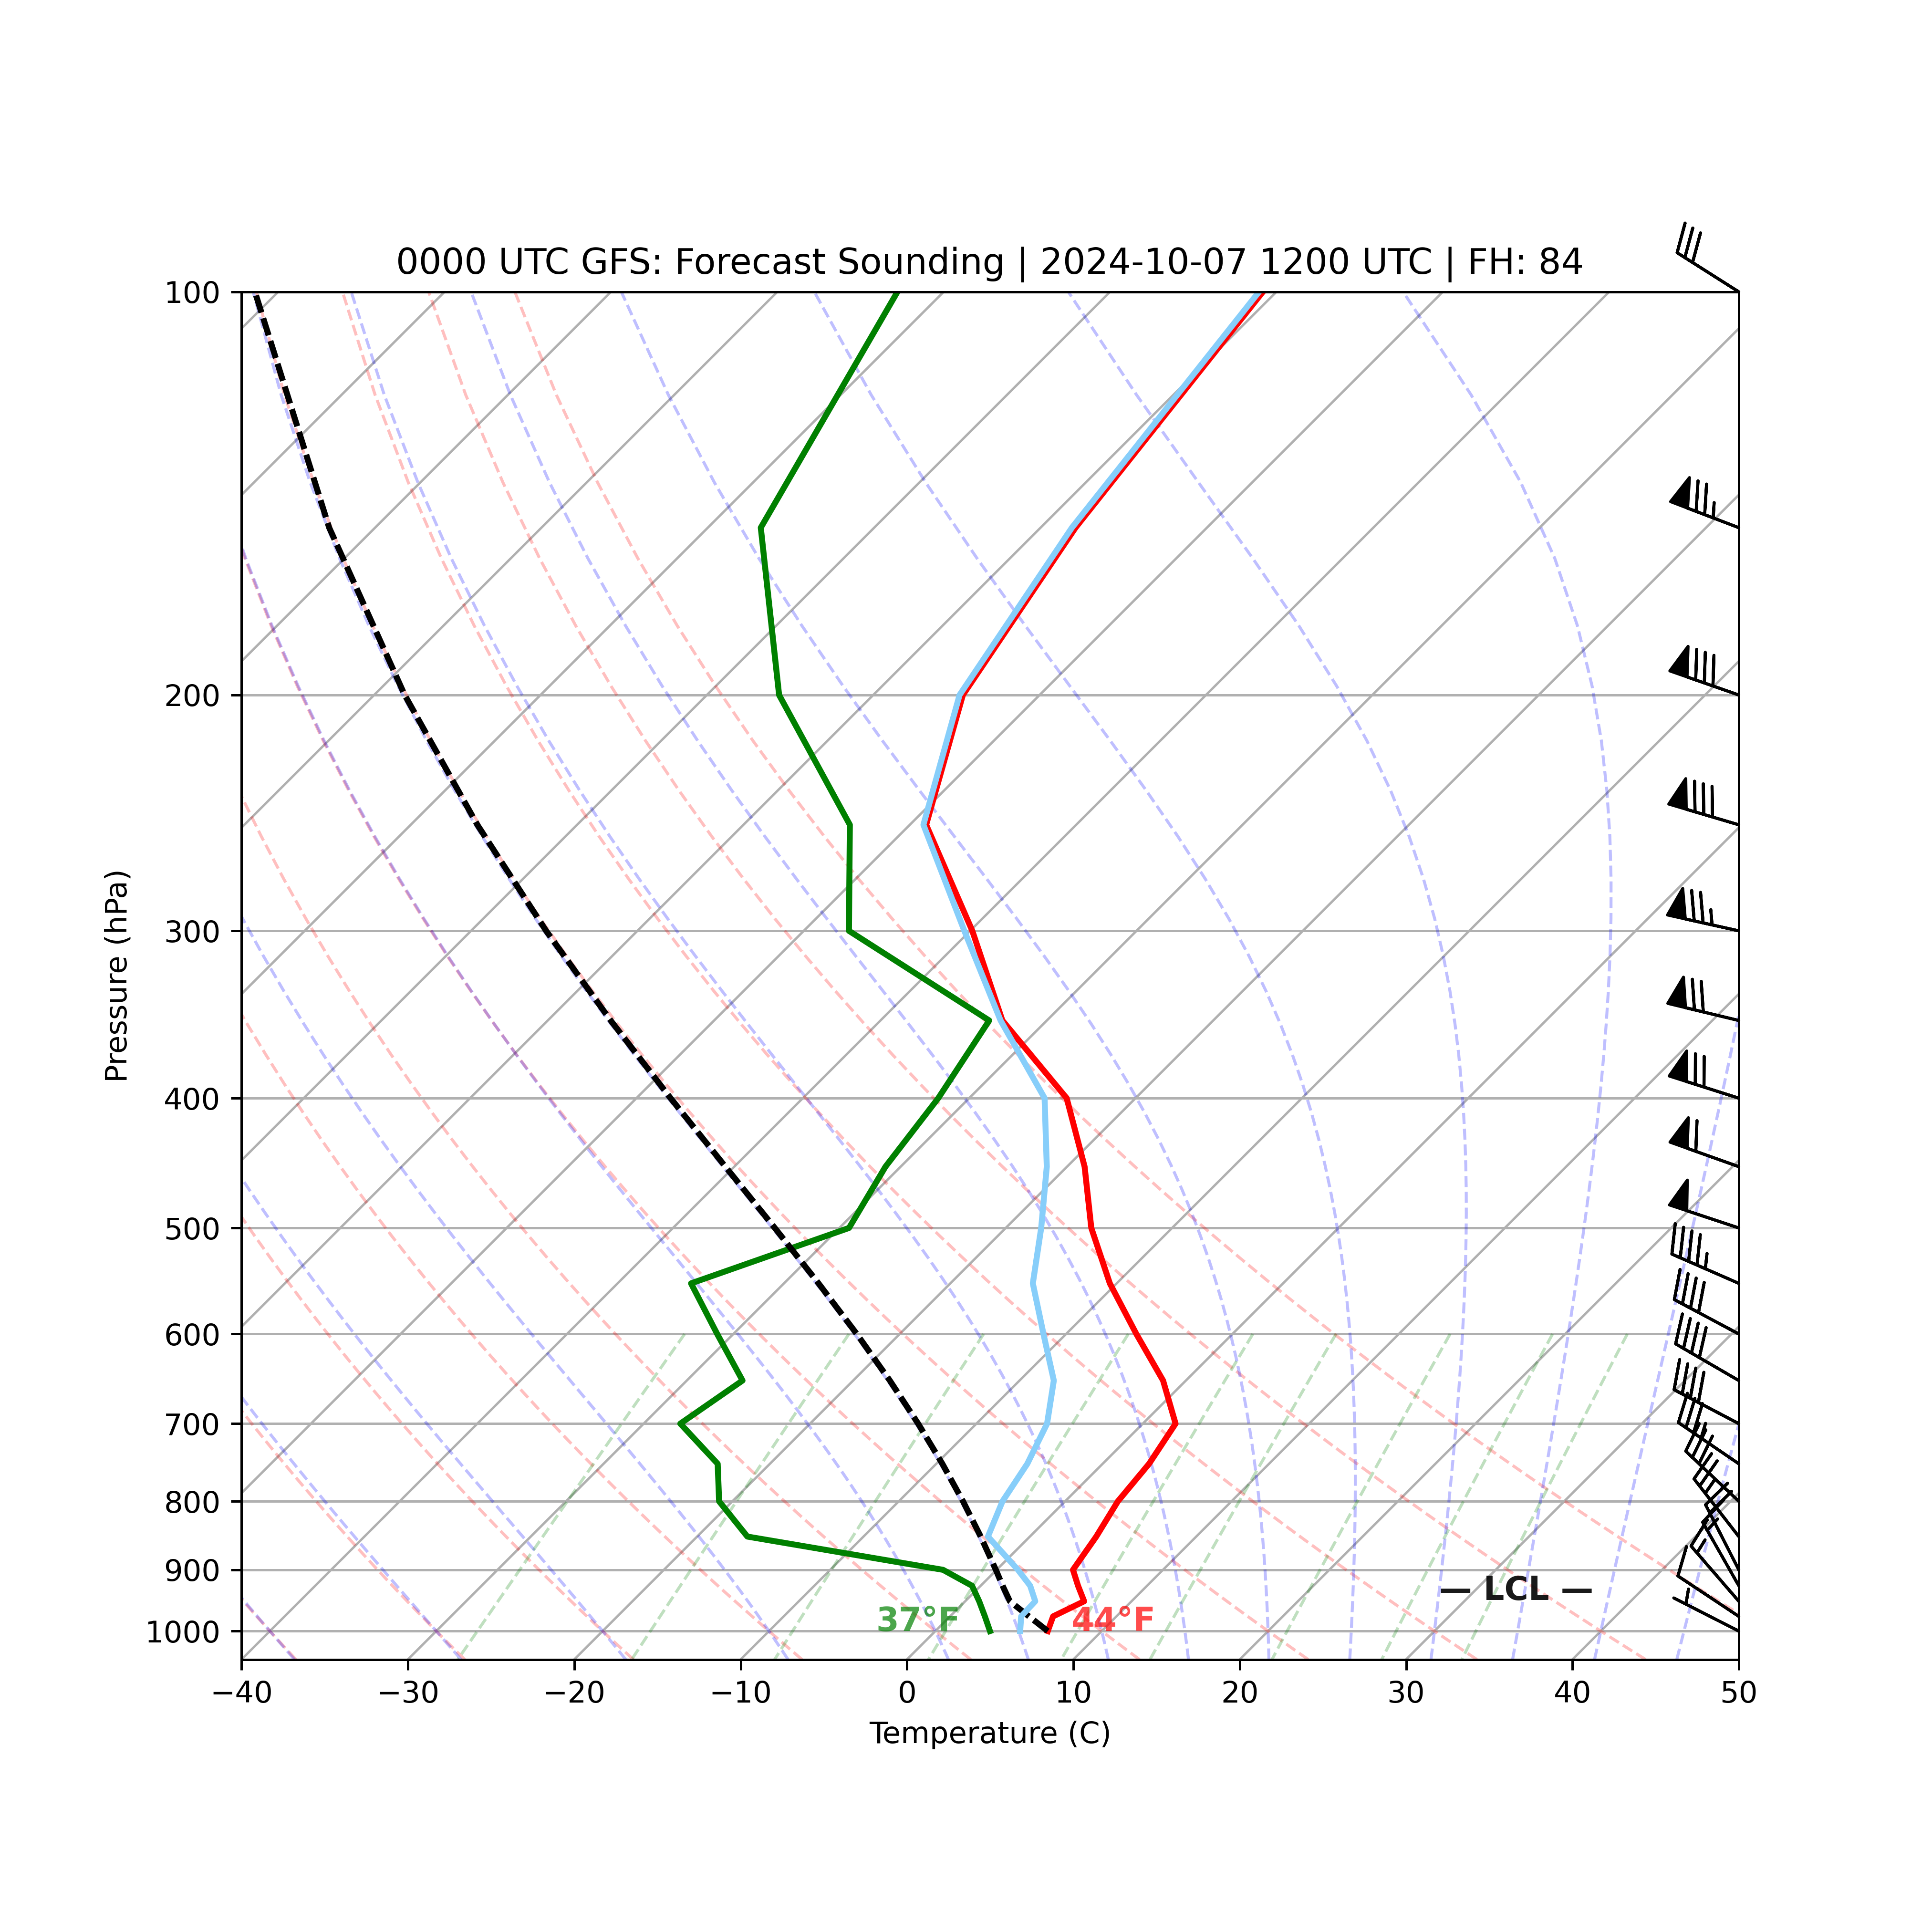 0000 UTC GFS: Forecast Sounding | 2024-10-07 1200 UTC | FH: 84
100
200
300
400
500
600
700
800
900
1000
Pressure (hPa)
— LCL —
37°F 44°F
−40 −30 −20 −10 0 10 20 30 40 50
Temperature (C)